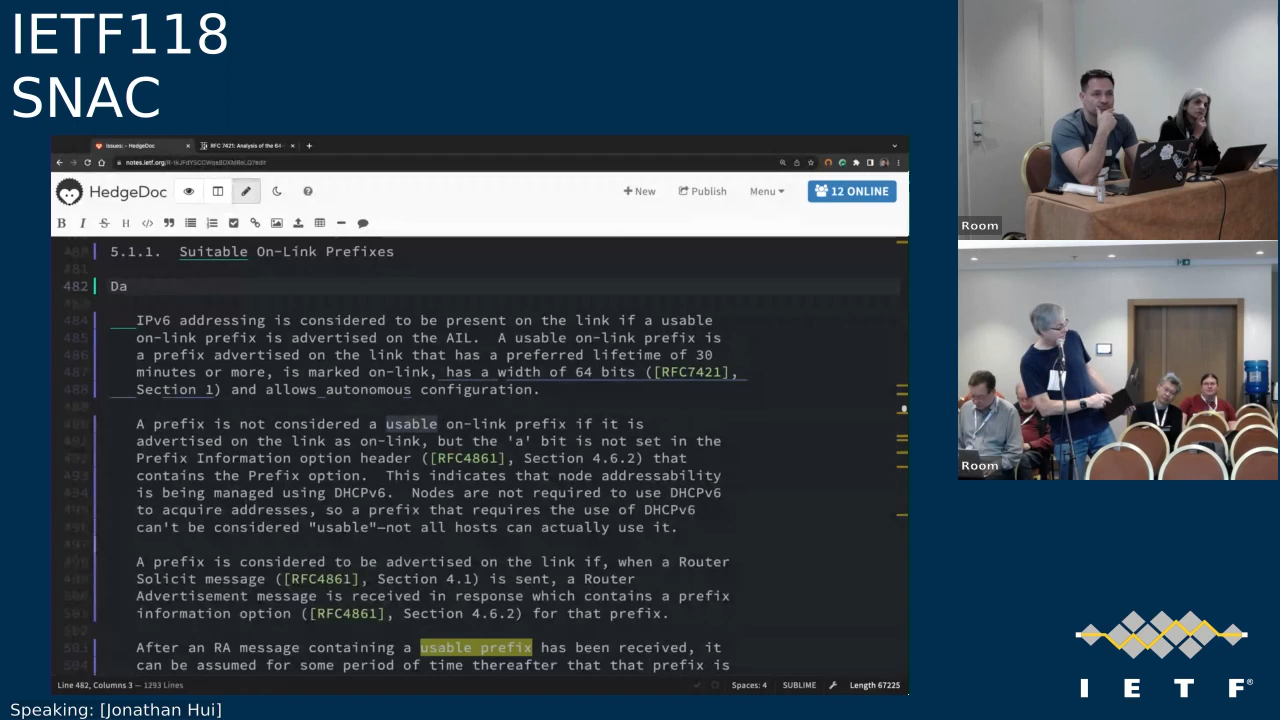 IETF118
SNAC
Issues: - HedgeDoc
RFC 7421: Analysis of the 64-
HedgeDoc
New
Publish
Menu
12 ONLINE
B I S H
480 5.1.1. Suitable On-Link Prefixes
481
482 Da
484 IPv6 addressing is considered to be present on the link if a usable
485 on-link prefix is advertised on the AIL. A usable on-link prefix is
486 a prefix advertised on the link that has a preferred lifetime of 30
487 minutes or more, is marked on-link, has a width of 64 bits ([RFC7421],
488 Section 1) and allows autonomous configuration.
A prefix is not considered a usable on-link prefix if it is
advertised on the link as on-link, but the 'a' bit is not set in the
Prefix Information option header ([RFC4861], Section 4.6.2) that
contains the Prefix option. This indicates that node addressability
is being managed using DHCPv6. Nodes are not required to use DHCPv6
to acquire addresses, so a prefix that requires the use of DHCPv6
can't be considered "usable"—not all hosts can actually use it.
A prefix is considered to be advertised on the link if, when a Router
Solicit message ([RFC4861], Section 4.1) is sent, a Router
Advertisement message is received in response which contains a prefix
information option ([RFC4861], Section 4.6.2) for that prefix.
After an RA message containing a usable prefix has been received, it
can be assumed for some period of time thereafter that that prefix is
Line 482, Columns 3 — 1293 Lines
Spaces: 4
SUBLIME
Length 67225
Room
Room
I E T F®
Speaking: [Jonathan Hui]